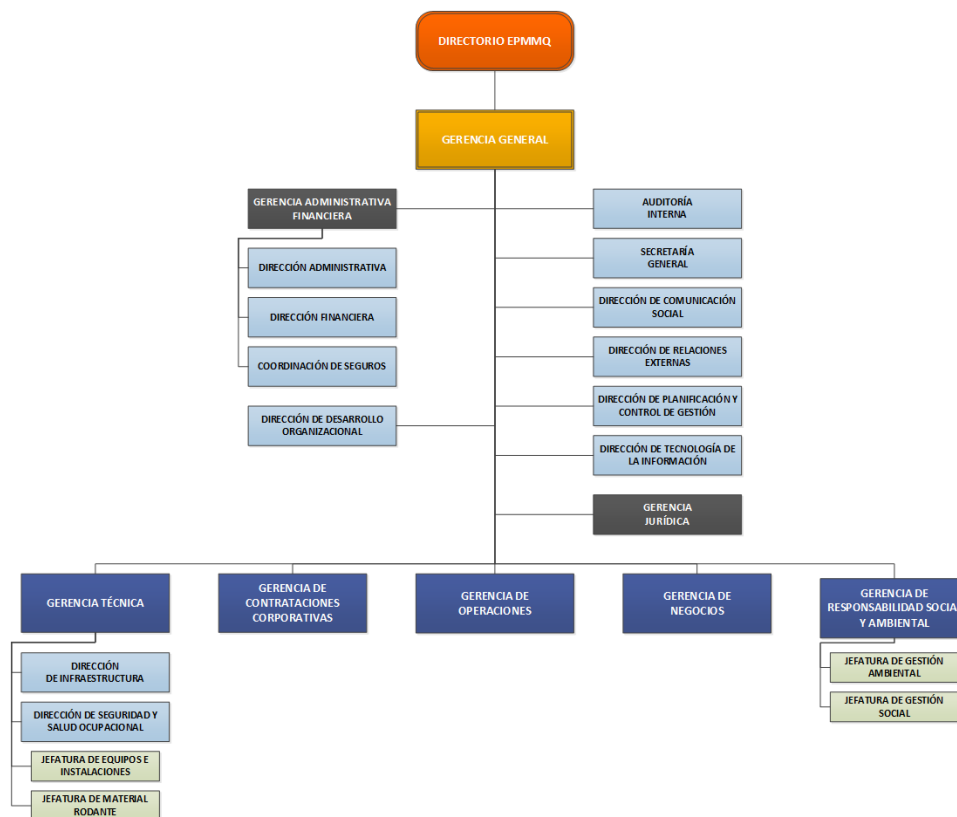 DIRECTORIO EPMMQ
GERENCIA GENERAL
GERENCIA ADMINISTRATIVA
FINANCIERA
DIRECCIÓN ADMINISTRATIVA
DIRECCIÓN FINANCIERA
COORDINACIÓN DE SEGUROS
DIRECCIÓN DE DESARROLLO
ORGANIZACIONAL
AUDITORÍA
INTERNA
SECRETARÍA
GENERAL
DIRECCIÓN DE COMUNICACIÓN
SOCIAL
DIRECCIÓN DE RELACIONES
EXTERNAS
DIRECCIÓN DE PLANIFICACIÓN Y
CONTROL DE GESTIÓN
DIRECCIÓN DE TECNOLOGÍA DE
LA INFORMACIÓN
GERENCIA
JURÍDICA
GERENCIA TÉCNICA
DIRECCIÓN
DE INFRAESTRUCTURA
DIRECCIÓN DE SEGURIDAD Y
SALUD OCUPACIONAL
JEFATURA DE EQUIPOS E
INSTALACIONES
JEFATURA DE MATERIAL
RODANTE
GERENCIA DE
CONTRATACIONES
CORPORATIVAS
GERENCIA DE
OPERACIONES
GERENCIA DE
NEGOCIOS
GERENCIA DE
RESPONSABILIDAD SOCIAL
Y AMBIENTAL
JEFATURA DE GESTIÓN
AMBIENTAL
JEFATURA DE GESTIÓN
SOCIAL